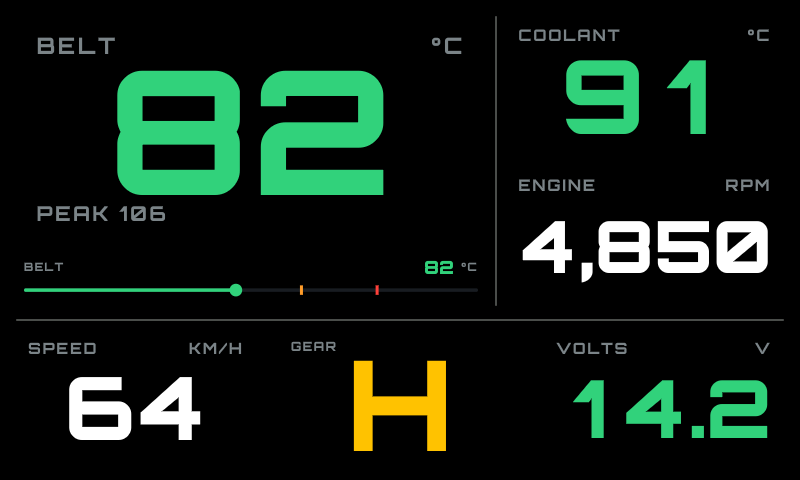 BELT °C
82
PEAK 106
BELT 82 °C
COOLANT °C
91
ENGINE RPM
4,850
SPEED KM/H
64
GEAR
H
VOLTS V
14.2